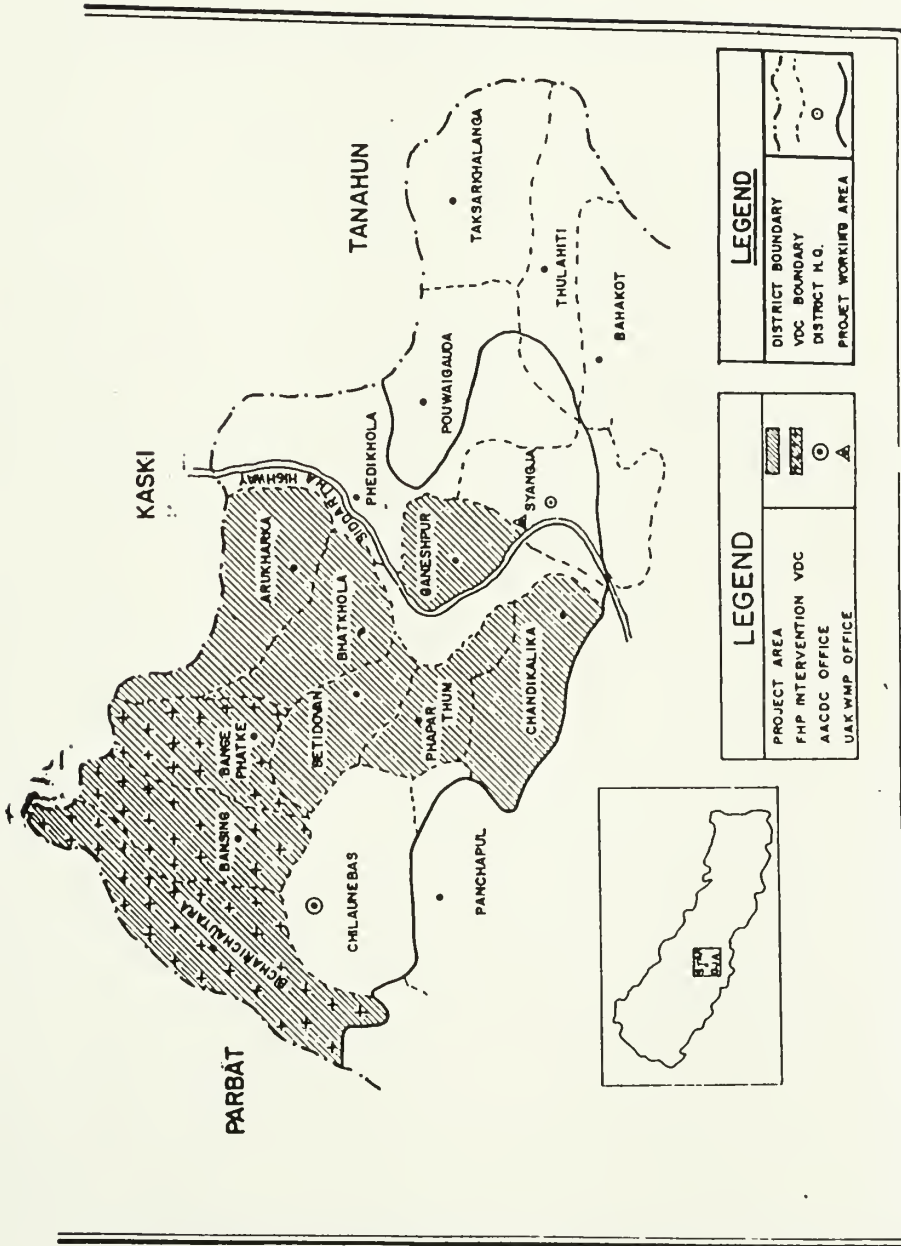 KASKI
TANAHUN
PARBAT
ARUKHARKA
SIDDARTHA HIGHWAY
PHEDIKHOLA
TAKSARKHALANGA
POUWAIGAUDA
BHATKHOLA
GANESHPUR
THULAHITI
BANGE
PHATKE
BETIDOVAN
SYANGJA
BAHAKOT
BANSING
PHAPAR
THUM
CHANDIKALIKA
CHILAUNEBAS
PANCHAPUL
LEGEND
PROJECT AREA
FHP INTERVENTION VDC
AACDC OFFICE
UAKWMP OFFICE
LEGEND
DISTRICT BOUNDARY
VDC BOUNDARY
DISTRICT H.Q.
PROJET WORKING AREA